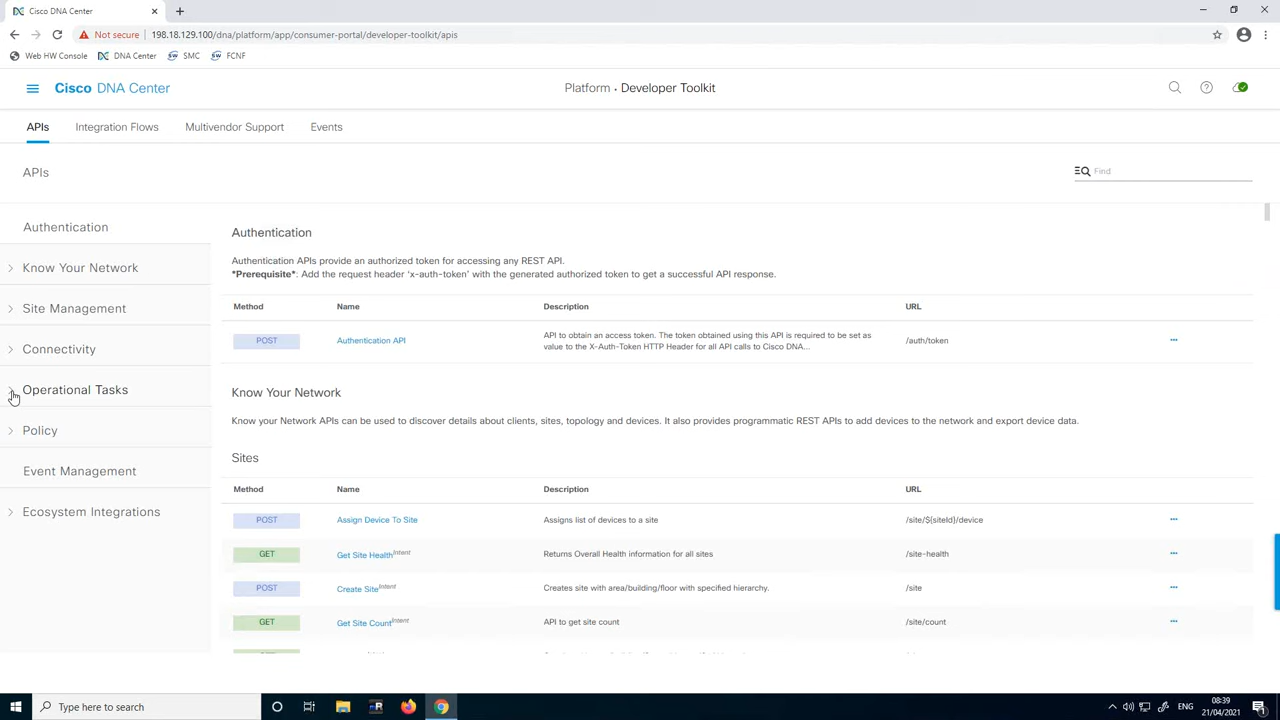 Cisco DNA Center
Not secure 198.18.129.100/dna/platform/app/consumer-portal/developer-toolkit/apis
Web HW Console DNA Center SMC FCNF
Cisco DNA Center
Platform • Developer Toolkit
APIs Integration Flows Multivendor Support Events
APIs
Find
Authentication
Know Your Network
Site Management
Connectivity
Operational Tasks
Policy
Event Management
Ecosystem Integrations
Authentication
Authentication APIs provide an authorized token for accessing any REST API.
*Prerequisite*: Add the request header ‘x-auth-token’ with the generated authorized token to get a successful API response.
Method Name Description URL
POST Authentication API API to obtain an access token. The token obtained using this API is required to be set as /auth/token ...
value to the X-Auth-Token HTTP Header for all API calls to Cisco DNA...
Know Your Network
Know your Network APIs can be used to discover details about clients, sites, topology and devices. It also provides programmatic REST APIs to add devices to the network and export device data.
Sites
Method Name Description URL
POST Assign Device To Site Assigns list of devices to a site /site/${siteId}/device ...
GET Get Site Health Intent Returns Overall Health information for all sites /site-health ...
POST Create Site Intent Creates site with area/building/floor with specified hierarchy. /site ...
GET Get Site Count Intent API to get site count /site/count ...
Type here to search
ENG
08:39
21/04/2021